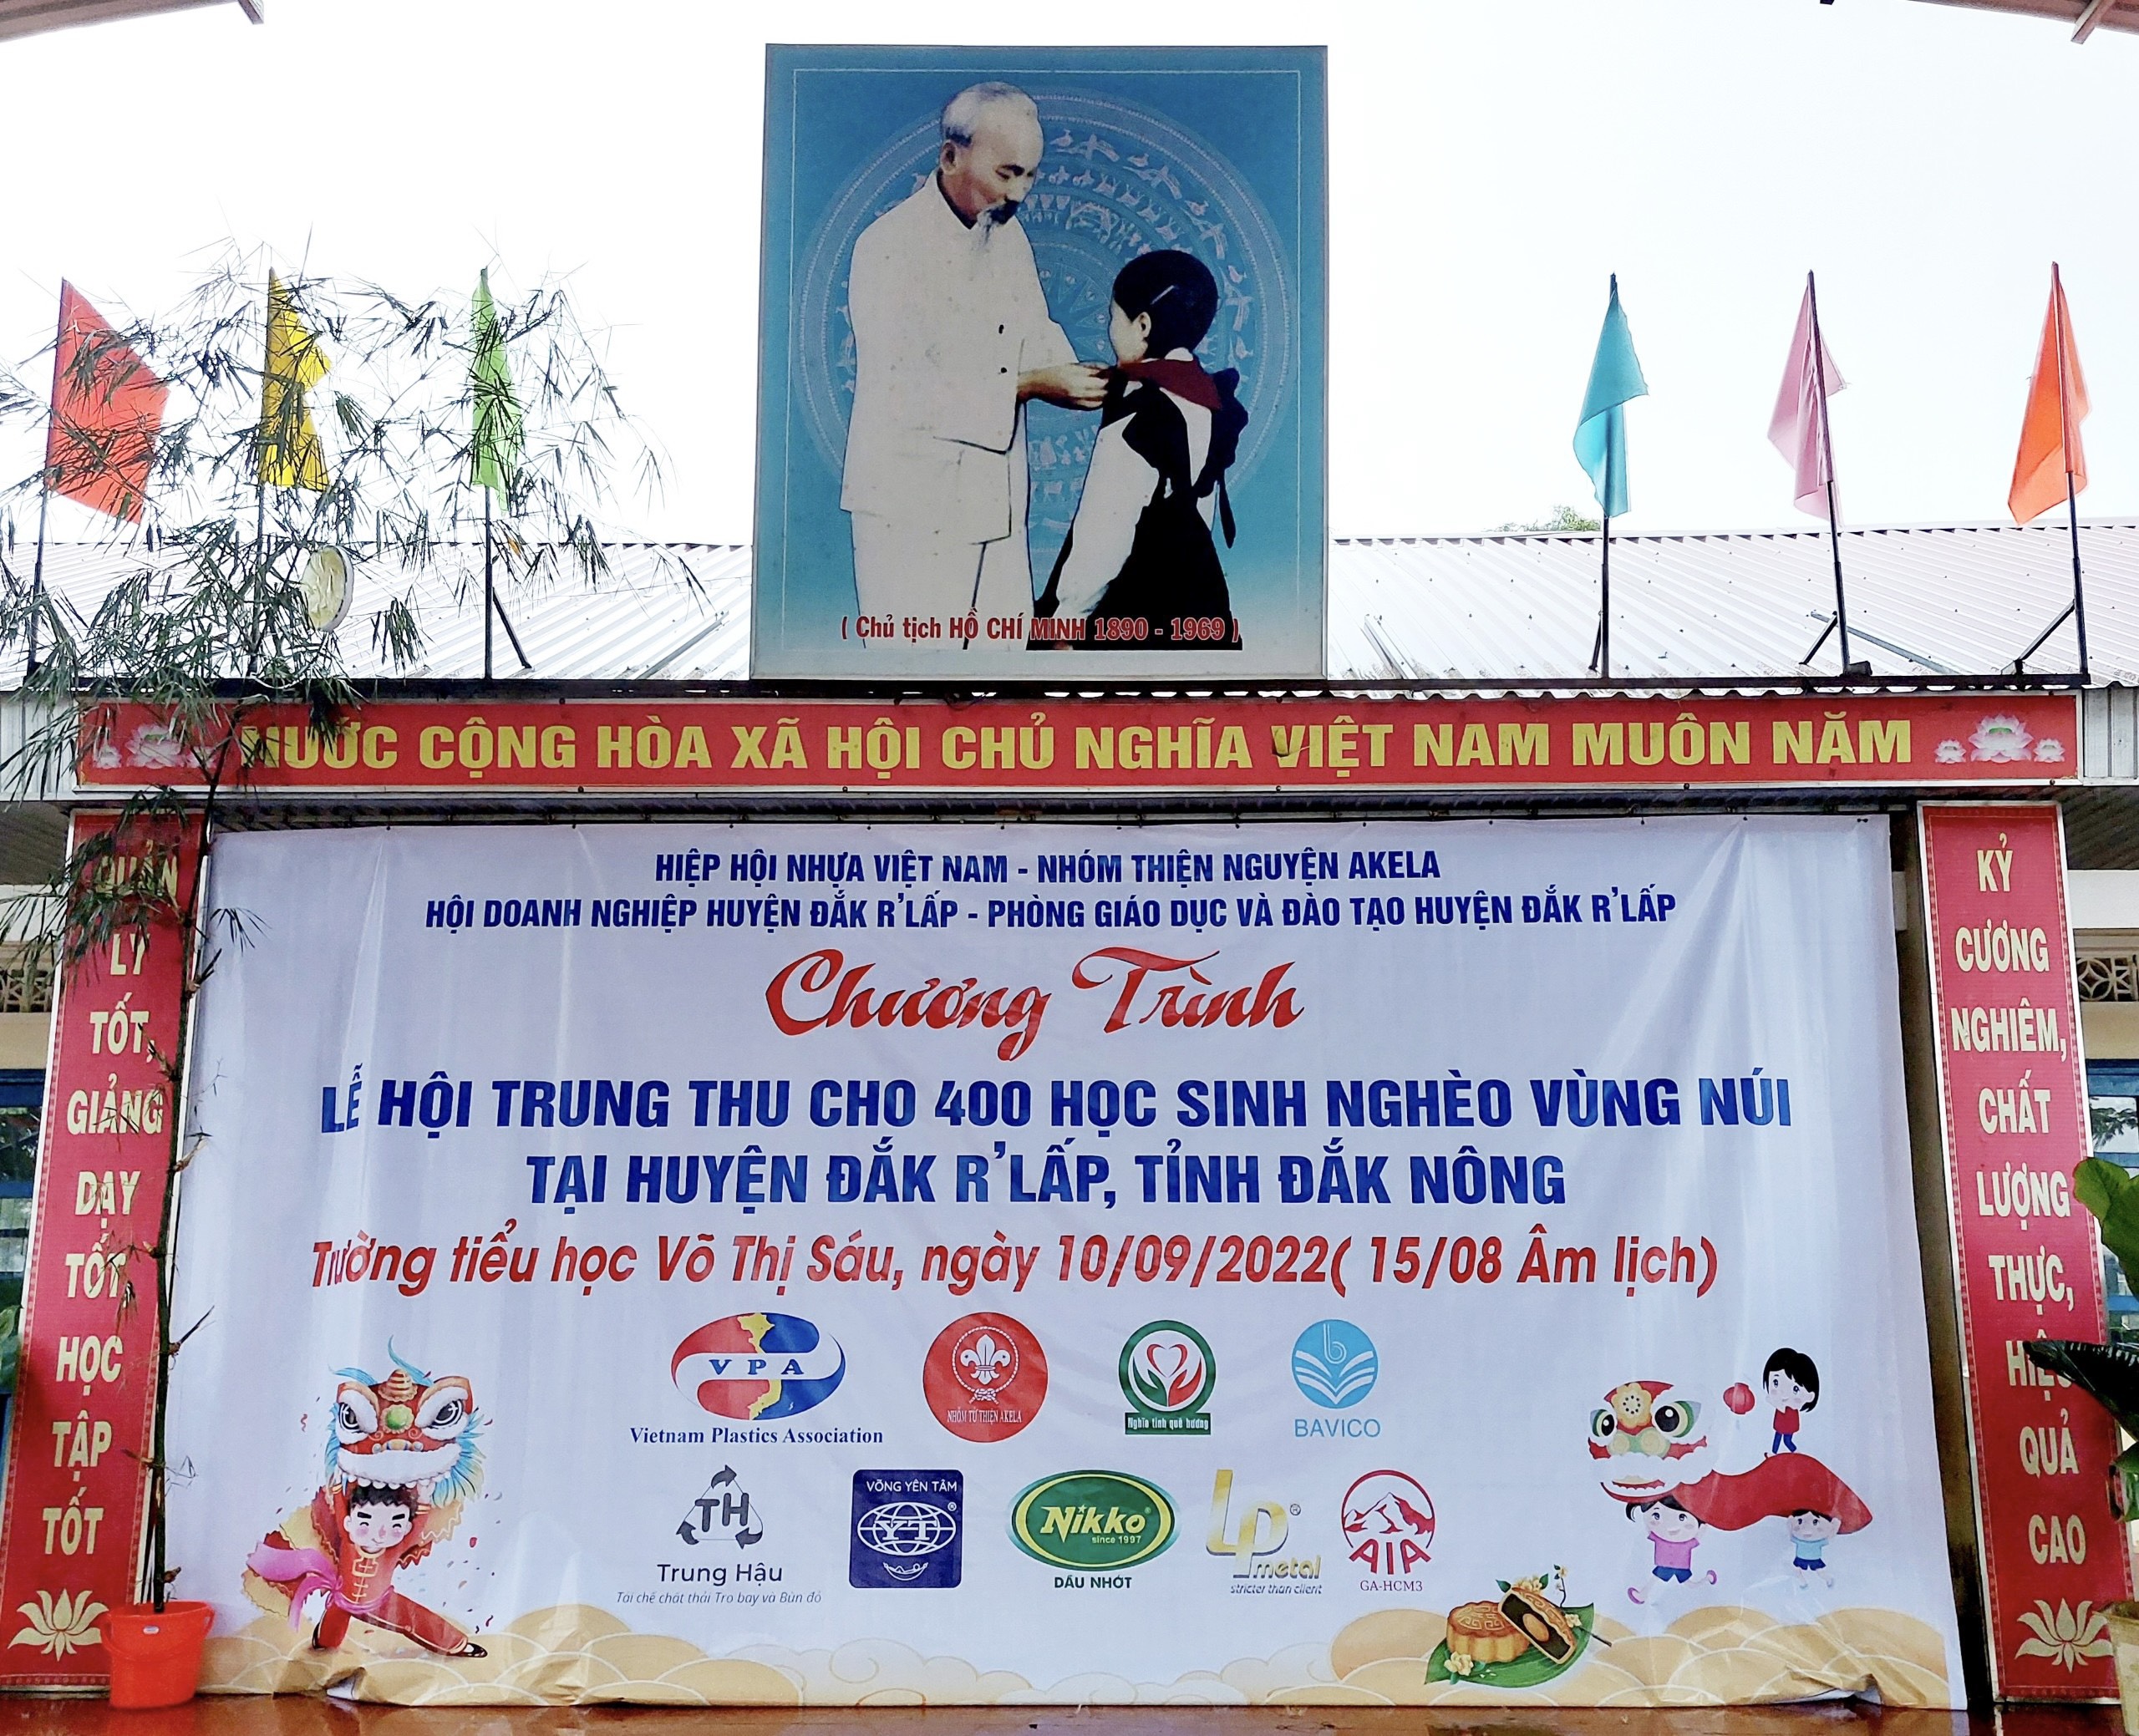 ( Chủ tịch HỒ CHÍ MINH 1890 - 1969 )
NƯỚC CỘNG HÒA XÃ HỘI CHỦ NGHĨA VIỆT NAM MUÔN NĂM
QUẢN
LÝ
TỐT,
GIẢNG
DẠY
TỐT
HỌC
TẬP
TỐT
HIỆP HỘI NHỰA VIỆT NAM - NHÓM THIỆN NGUYỆN AKELA
HỘI DOANH NGHIỆP HUYỆN ĐẮK R'LẤP - PHÒNG GIÁO DỤC VÀ ĐÀO TẠO HUYỆN ĐẮK R'LẤP
Chương Trình
LỄ HỘI TRUNG THU CHO 400 HỌC SINH NGHÈO VÙNG NÚI
TẠI HUYỆN ĐẮK R'LẤP, TỈNH ĐẮK NÔNG
Trường tiểu học Võ Thị Sáu, ngày 10/09/2022( 15/08 Âm lịch)
VPA
Vietnam Plastics Association
NHÓM TỪ THIỆN AKELA
Nghĩa tình quê hương
BAVICO
TH
Trung Hậu
Tái chế chất thải Tro bay và Bùn đỏ
VÕNG YÊN TÂM
YT®
Nikko®
since 1997
DẦU NHỚT
LP®
metal
stricter than client
AIA
GA-HCM3
KỶ
CƯƠNG
NGHIÊM,
CHẤT
LƯỢNG
THỰC,
HIỆU
QUẢ
CAO